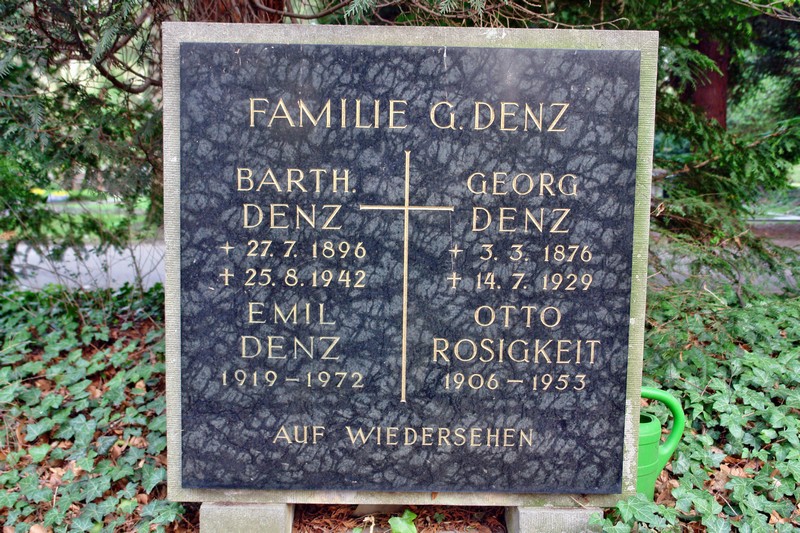 FAMILIE G. DENZ
BARTH.
DENZ
+ 27. 7. 1896
+ 25. 8. 1942
EMIL
DENZ
1919 – 1972
GEORG
DENZ
+ 3. 3. 1876
+ 14. 7. 1929
OTTO
ROSIGKEIT
1906 – 1953
AUF WIEDERSEHEN